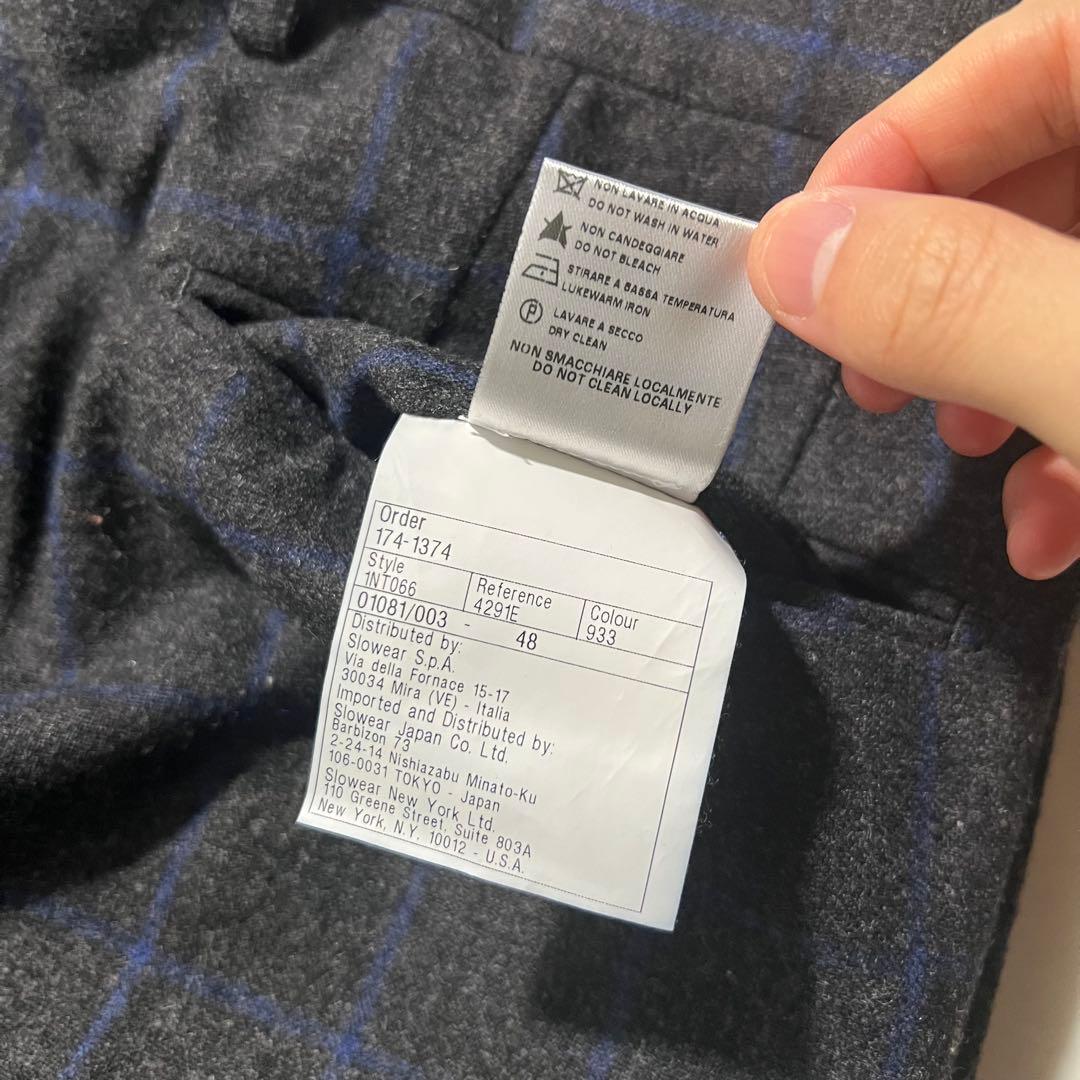 NON LAVARE IN ACQUA
DO NOT WASH IN WATER
NON CANDEGGIARE
DO NOT BLEACH
STIRARE A BASSA TEMPERATURA
LUKEWARM IRON
P
LAVARE A SECCO
DRY CLEAN
NON SMACCHIARE LOCALMENTE
DO NOT CLEAN LOCALLY
Order
174-1374
Style
1NT066
Reference
4291E
Colour
933
01081/003 - 48
Distributed by:
Slowear S.p.A.
Via della Fornace 15-17
30034 Mira (VE) - Italia
Imported and Distributed by:
Slowear Japan Co. Ltd.
Barbizon 73
2-24-14 Nishiazabu Minato-Ku
106-0031 TOKYO - Japan
Slowear New York Ltd.
110 Greene Street, Suite 803A
New York, N.Y. 10012 - U.S.A.